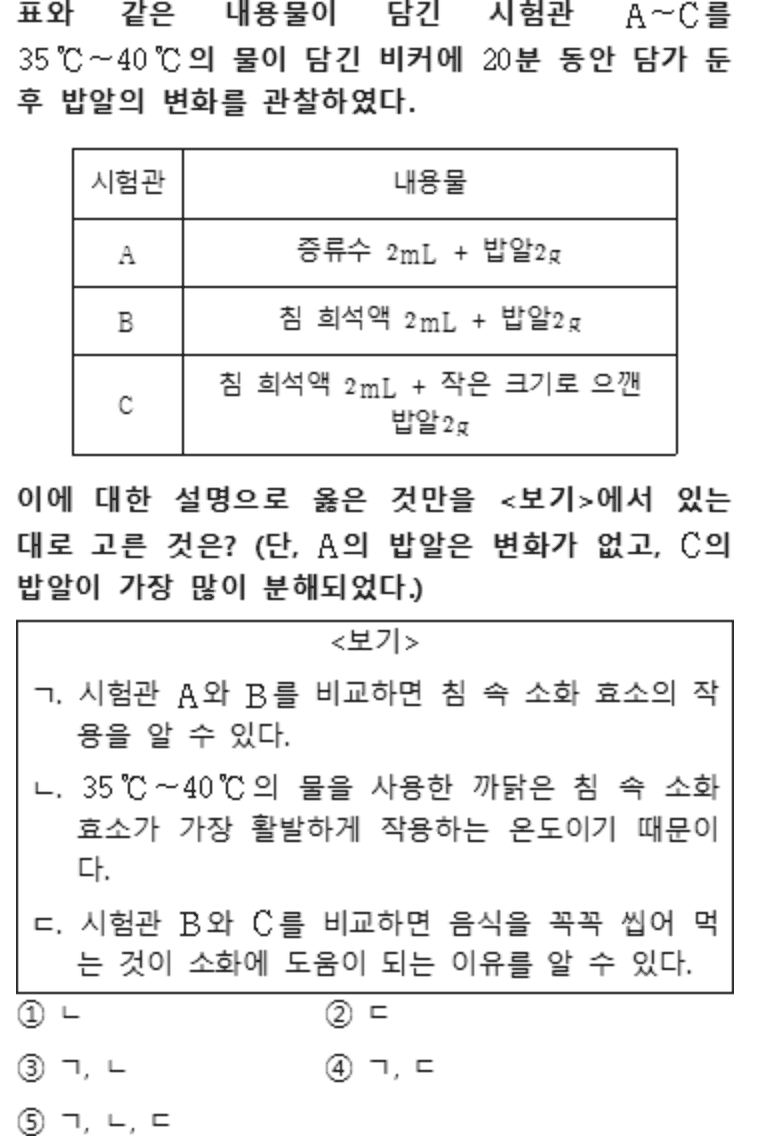 표와 같은 내용물이 담긴 시험관 A~C를
35℃~40℃의 물이 담긴 비커에 20분 동안 담가 둔
후 밥알의 변화를 관찰하였다.
시험관 내용물
A 증류수 2mL + 밥알2g
B 침 희석액 2mL + 밥알2g
C 침 희석액 2mL + 작은 크기로 으깬
밥알2g
이에 대한 설명으로 옳은 것만을 <보기>에서 있는
대로 고른 것은? (단, A의 밥알은 변화가 없고, C의
밥알이 가장 많이 분해되었다.)
<보기>
ㄱ. 시험관 A와 B를 비교하면 침 속 소화 효소의 작
용을 알 수 있다.
ㄴ. 35℃~40℃의 물을 사용한 까닭은 침 속 소화
효소가 가장 활발하게 작용하는 온도이기 때문이
다.
ㄷ. 시험관 B와 C를 비교하면 음식을 꼭꼭 씹어 먹
는 것이 소화에 도움이 되는 이유를 알 수 있다.
① ㄴ ② ㄷ
③ ㄱ, ㄴ ④ ㄱ, ㄷ
⑤ ㄱ, ㄴ, ㄷ